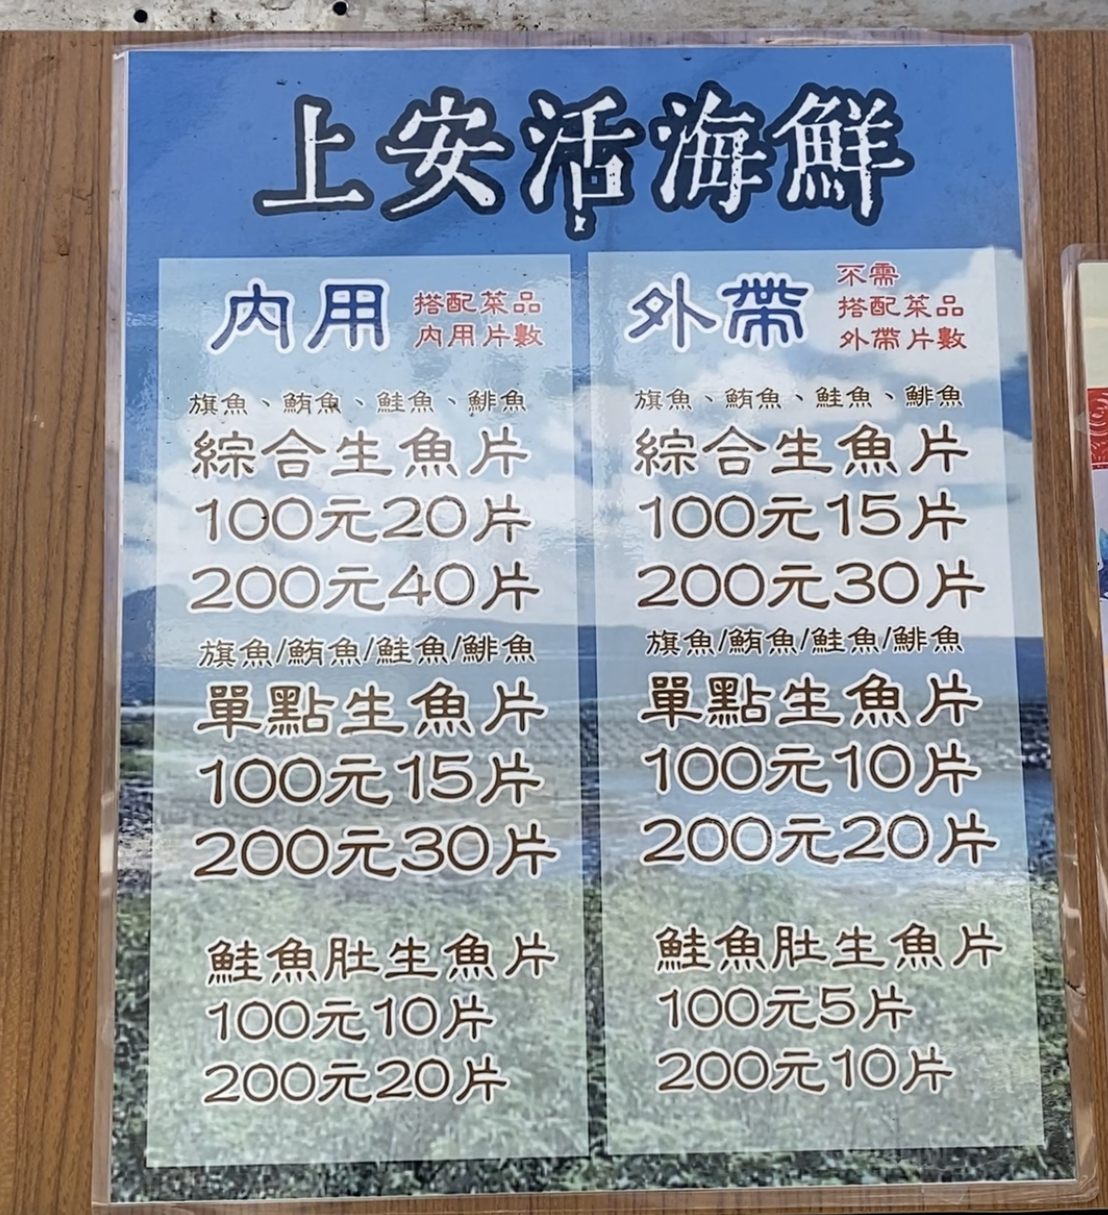 上安活海鮮
內用
搭配菜品
內用片數
旗魚、鮪魚、鮭魚、鯡魚
綜合生魚片
100元20片
200元40片
旗魚/鮪魚/鮭魚/鯡魚
單點生魚片
100元15片
200元30片
鮭魚肚生魚片
100元10片
200元20片
外帶
不需
搭配菜品
外帶片數
旗魚、鮪魚、鮭魚、鯡魚
綜合生魚片
100元15片
200元30片
旗魚/鮪魚/鮭魚/鯡魚
單點生魚片
100元10片
200元20片
鮭魚肚生魚片
100元5片
200元10片